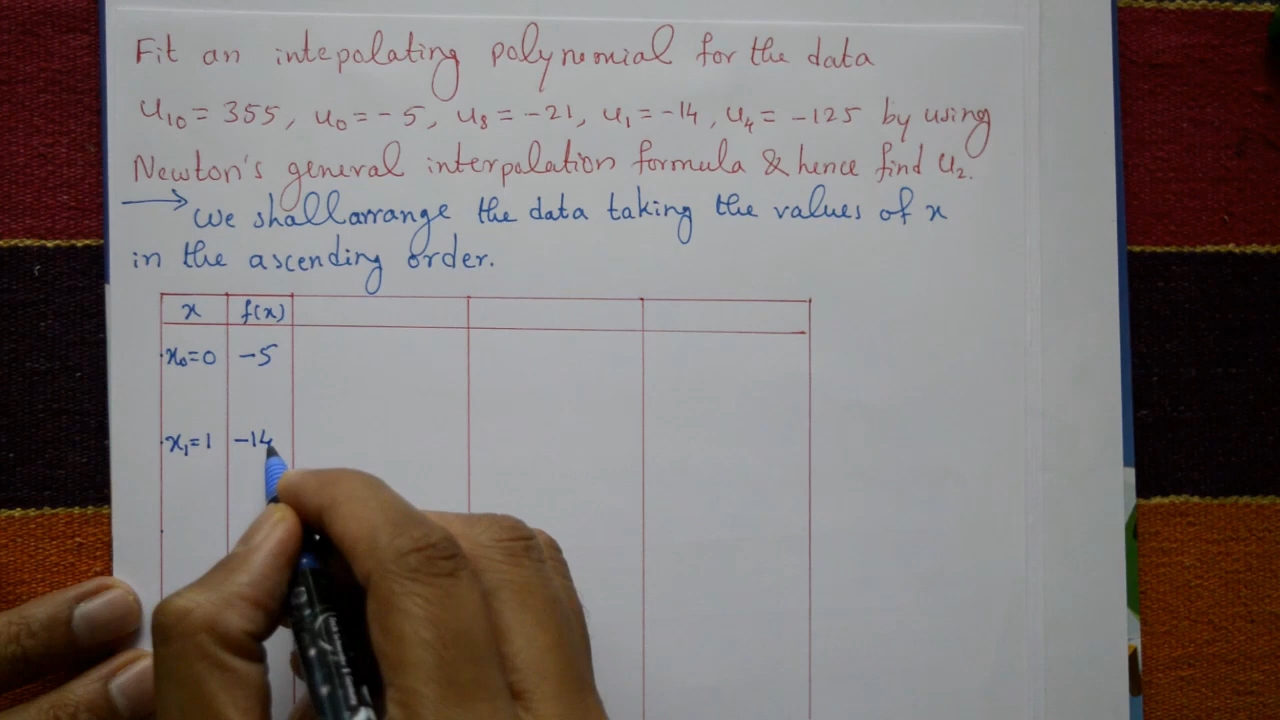 Fit an intepolating polynomial for the data
u₁₀ = 355, u₀ = -5, u₈ = -21, u₁ = -14, u₄ = -125 by using
Newton's general interpolation formula & hence find u₂.
→ we shall arrange the data taking the values of x
in the ascending order.
x f(x)
x₀=0 -5
x₁=1 -14